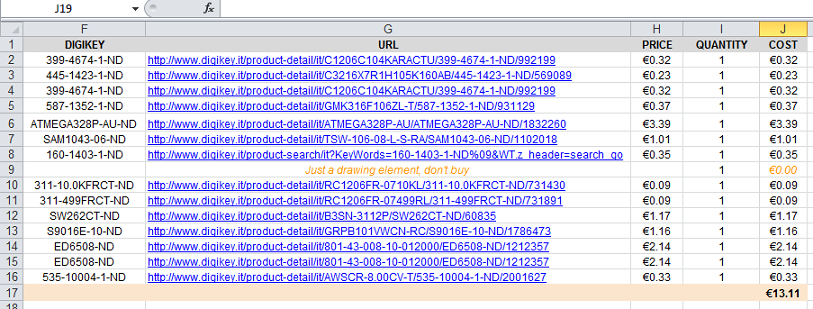 J19 fx
F G H I J
1 DIGIKEY URL PRICE QUANTITY COST
2 399-4674-1-ND http://www.digikey.it/product-detail/it/C1206C104KARACTU/399-4674-1-ND/992199 €0.32 1 €0.32
3 445-1423-1-ND http://www.digikey.it/product-detail/it/C3216X7R1H105K160AB/445-1423-1-ND/569089 €0.23 1 €0.23
4 399-4674-1-ND http://www.digikey.it/product-detail/it/C1206C104KARACTU/399-4674-1-ND/992199 €0.32 1 €0.32
5 587-1352-1-ND http://www.digikey.it/product-detail/it/GMK316F106ZL-T/587-1352-1-ND/931129 €0.37 1 €0.37
6 ATMEGA328P-AU-ND http://www.digikey.it/product-detail/it/ATMEGA328P-AU/ATMEGA328P-AU-ND/1832260 €3.39 1 €3.39
7 SAM1043-06-ND http://www.digikey.it/product-detail/it/TSW-106-08-L-S-RA/SAM1043-06-ND/1102018 €1.01 1 €1.01
8 160-1403-1-ND http://www.digikey.it/product-search/it?KeyWords=160-1403-1-ND%09&WT.z_header=search_go €0.35 1 €0.35
9 Just a drawing element, don't buy 1 €0.00
10 311-10.0KFRCT-ND http://www.digikey.it/product-detail/it/RC1206FR-0710KL/311-10.0KFRCT-ND/731430 €0.09 1 €0.09
11 311-499FRCT-ND http://www.digikey.it/product-detail/it/RC1206FR-07499RL/311-499FRCT-ND/731891 €0.09 1 €0.09
12 SW262CT-ND http://www.digikey.it/product-detail/it/B3SN-3112P/SW262CT-ND/60835 €1.17 1 €1.17
13 S9016E-10-ND http://www.digikey.it/product-detail/it/GRPB101VWCN-RC/S9016E-10-ND/1786473 €1.16 1 €1.16
14 ED6508-ND http://www.digikey.it/product-detail/it/801-43-008-10-012000/ED6508-ND/1212357 €2.14 1 €2.14
15 ED6508-ND http://www.digikey.it/product-detail/it/801-43-008-10-012000/ED6508-ND/1212357 €2.14 1 €2.14
16 535-10004-1-ND http://www.digikey.it/product-detail/it/AWSCR-8.00CV-T/535-10004-1-ND/2001627 €0.33 1 €0.33
17 €13.11
18